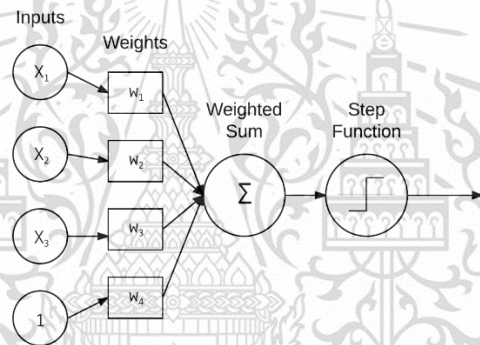 Inputs
Weights
X₁
w₁
Weighted
Sum
Step
Function
X₂
w₂
Σ
X₃
w₃
1
w₄